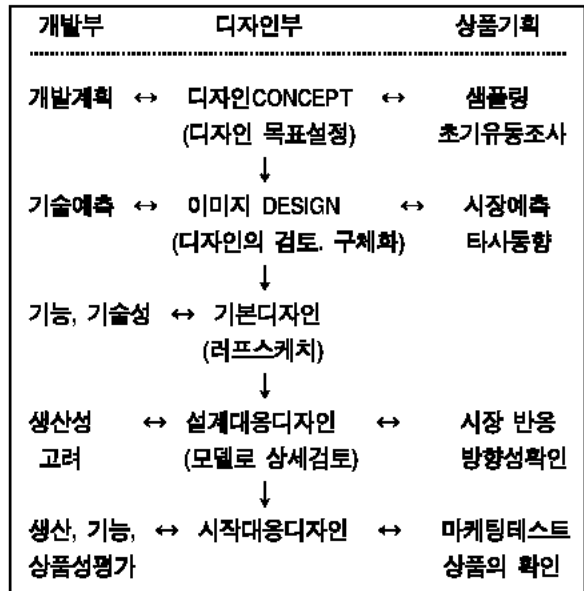 개발부 디자인부 상품기획
개발계획 ↔ 디자인CONCEPT ↔ 샘플링
(디자인 목표설정) 초기유동조사
↓
기술예측 ↔ 이미지 DESIGN ↔ 시장예측
(디자인의 검토. 구체화) 타사동향
↓
기능, 기술성 ↔ 기본디자인
(러프스케치)
↓
생산성 ↔ 설계대응디자인 ↔ 시장 반응
고려 (모델로 상세검토) 방향성확인
↓
생산, 기능, ↔ 시작대응디자인 ↔ 마케팅테스트
상품성평가 상품의 확인